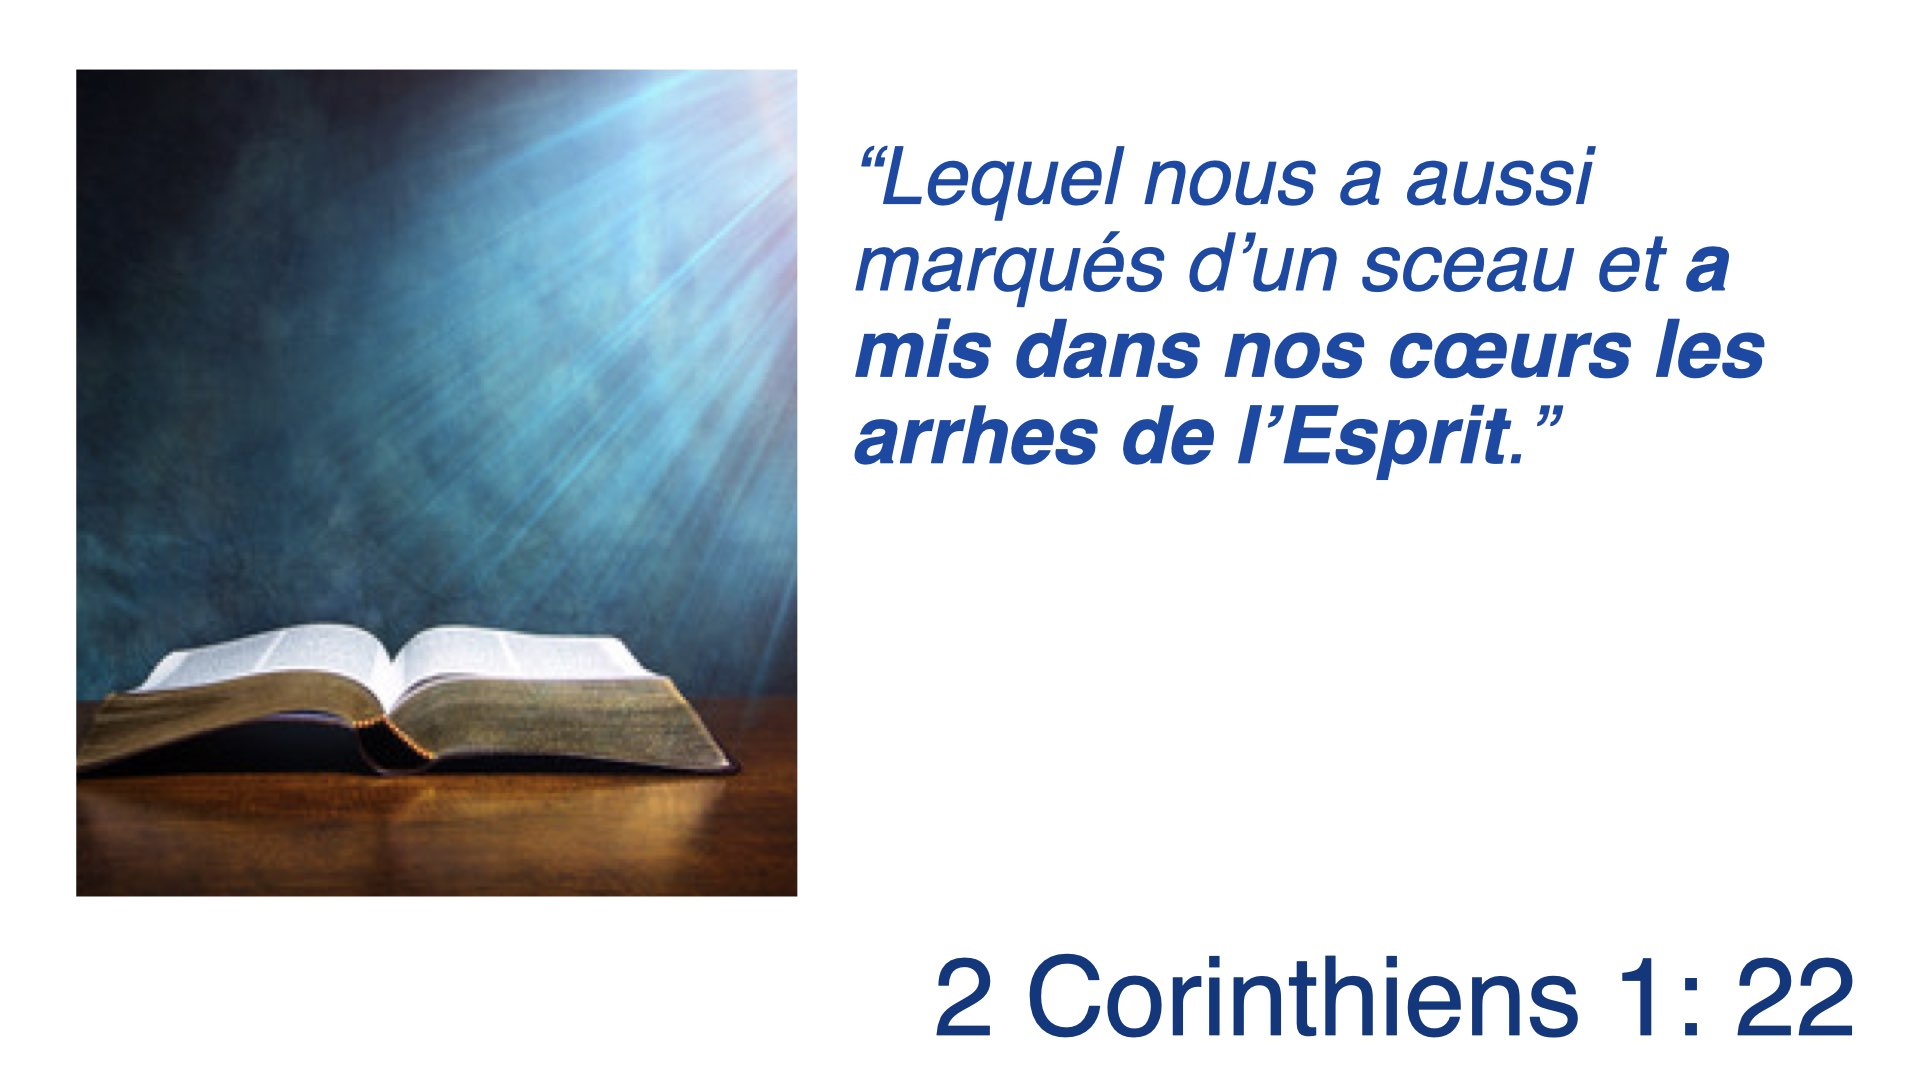 “Lequel nous a aussi
marqués d’un sceau et a
mis dans nos cœurs les
arrhes de l’Esprit.”
2 Corinthiens 1: 22